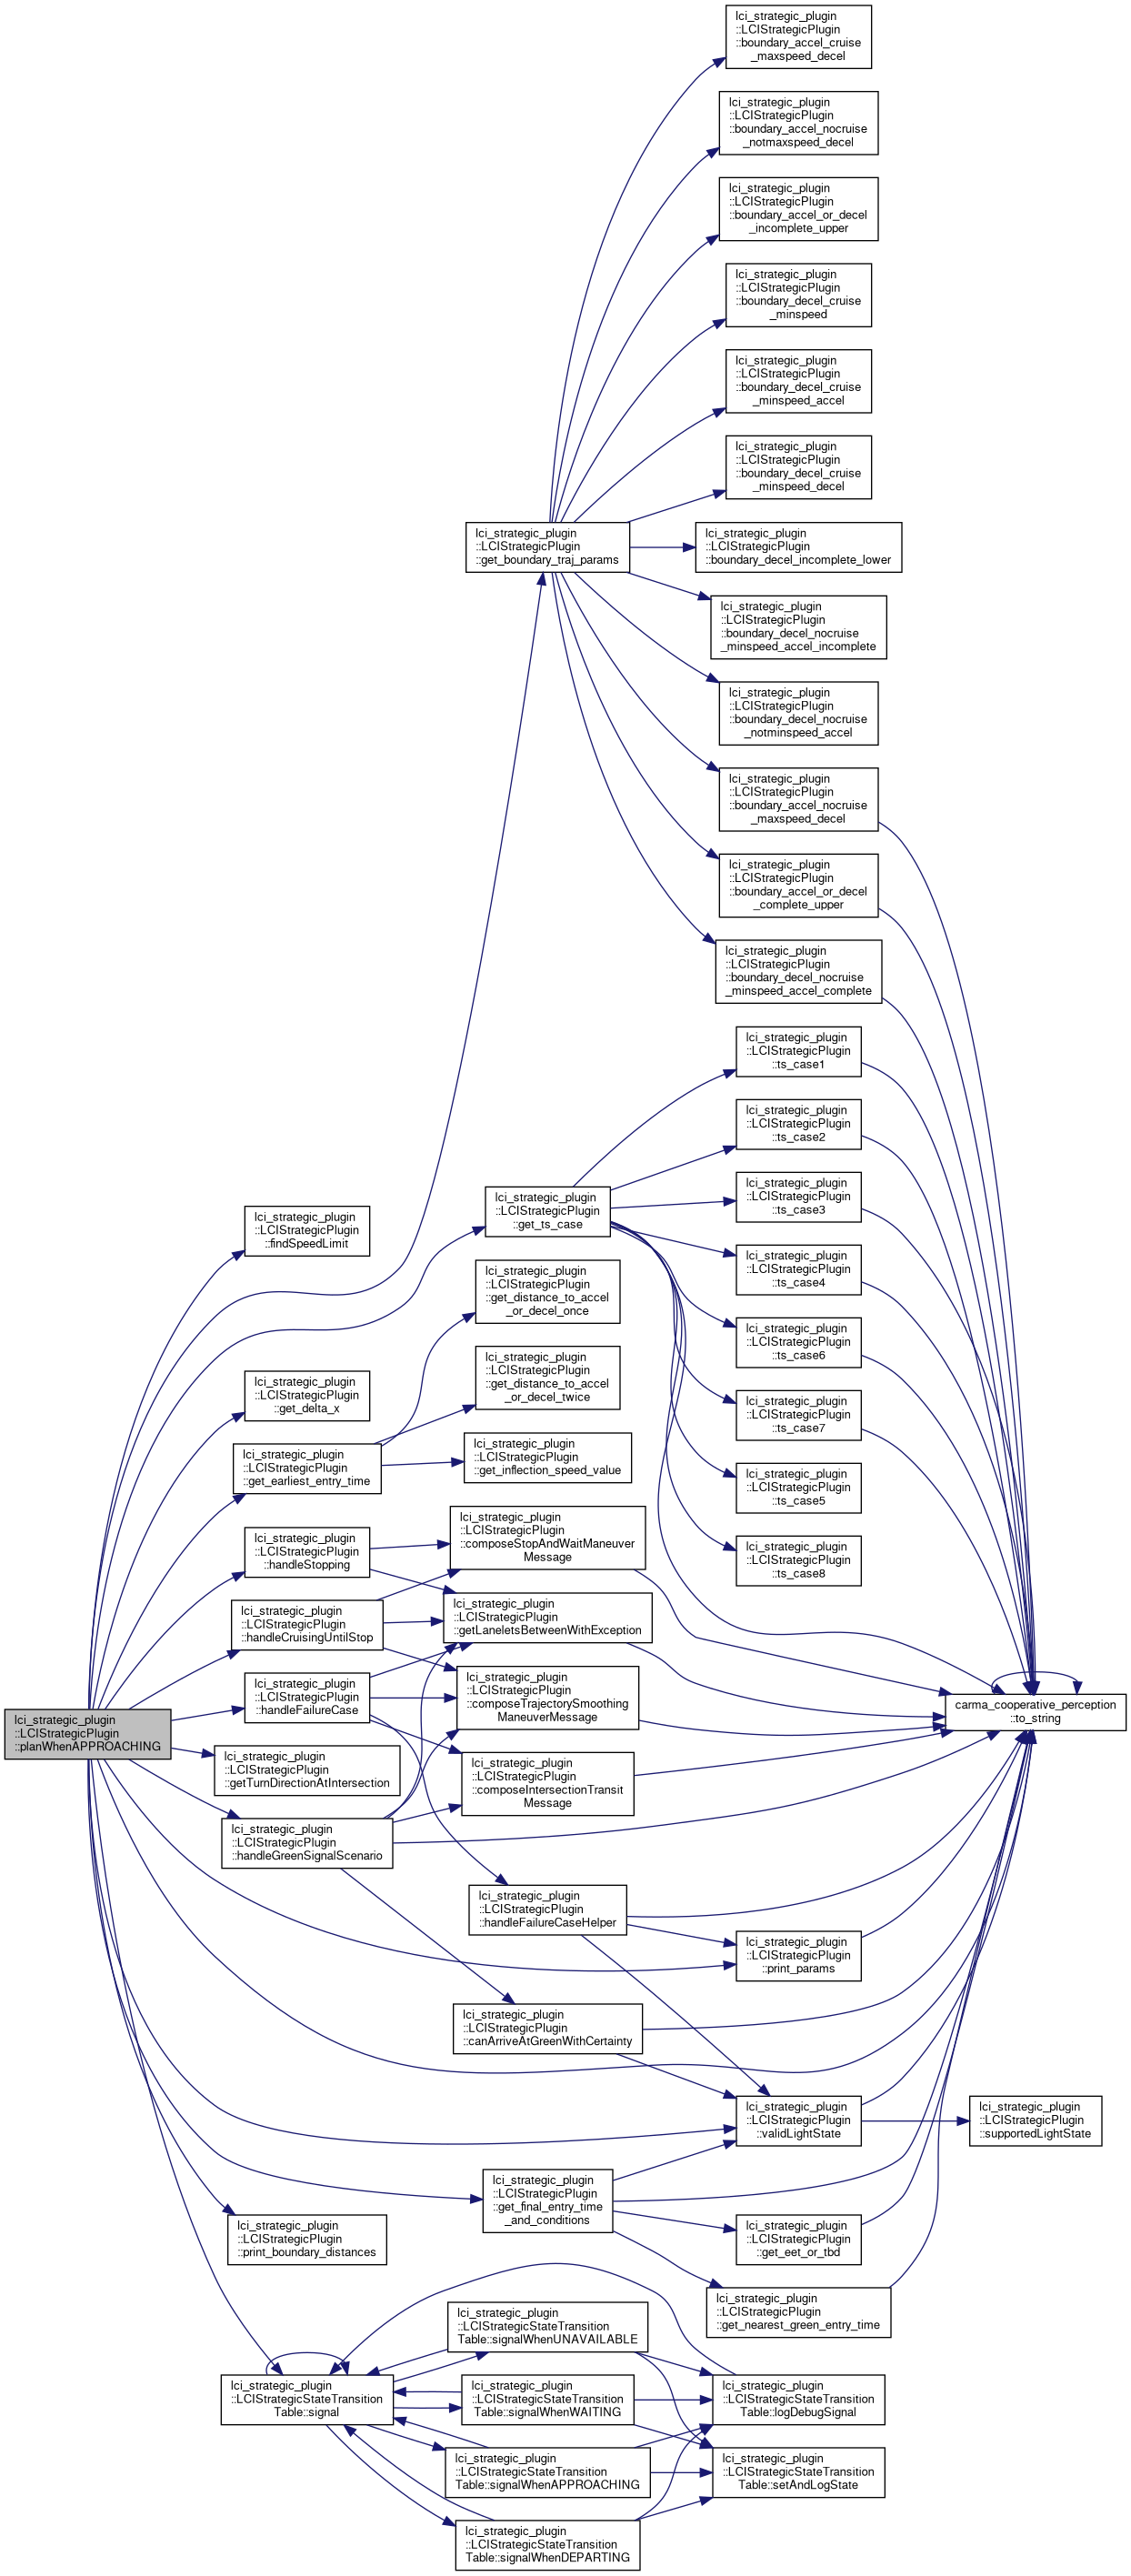 lci_strategic_plugin
::LCIStrategicPlugin
::boundary_accel_cruise
_maxspeed_decel
lci_strategic_plugin
::LCIStrategicPlugin
::boundary_accel_nocruise
_notmaxspeed_decel
lci_strategic_plugin
::LCIStrategicPlugin
::boundary_accel_or_decel
_incomplete_upper
lci_strategic_plugin
::LCIStrategicPlugin
::boundary_decel_cruise
_minspeed
lci_strategic_plugin
::LCIStrategicPlugin
::boundary_decel_cruise
_minspeed_accel
lci_strategic_plugin
::LCIStrategicPlugin
::boundary_decel_cruise
_minspeed_decel
lci_strategic_plugin
::LCIStrategicPlugin
::get_boundary_traj_params
lci_strategic_plugin
::LCIStrategicPlugin
::boundary_decel_incomplete_lower
lci_strategic_plugin
::LCIStrategicPlugin
::boundary_decel_nocruise
_minspeed_accel_incomplete
lci_strategic_plugin
::LCIStrategicPlugin
::boundary_decel_nocruise
_notminspeed_accel
lci_strategic_plugin
::LCIStrategicPlugin
::boundary_accel_nocruise
_maxspeed_decel
lci_strategic_plugin
::LCIStrategicPlugin
::boundary_accel_or_decel
_complete_upper
lci_strategic_plugin
::LCIStrategicPlugin
::boundary_decel_nocruise
_minspeed_accel_complete
lci_strategic_plugin
::LCIStrategicPlugin
::ts_case1
lci_strategic_plugin
::LCIStrategicPlugin
::ts_case2
lci_strategic_plugin
::LCIStrategicPlugin
::ts_case3
lci_strategic_plugin
::LCIStrategicPlugin
::get_ts_case
lci_strategic_plugin
::LCIStrategicPlugin
::findSpeedLimit
lci_strategic_plugin
::LCIStrategicPlugin
::ts_case4
lci_strategic_plugin
::LCIStrategicPlugin
::get_distance_to_accel
_or_decel_once
lci_strategic_plugin
::LCIStrategicPlugin
::ts_case6
lci_strategic_plugin
::LCIStrategicPlugin
::get_distance_to_accel
_or_decel_twice
lci_strategic_plugin
::LCIStrategicPlugin
::get_delta_x
lci_strategic_plugin
::LCIStrategicPlugin
::ts_case7
lci_strategic_plugin
::LCIStrategicPlugin
::get_earliest_entry_time
lci_strategic_plugin
::LCIStrategicPlugin
::get_inflection_speed_value
lci_strategic_plugin
::LCIStrategicPlugin
::ts_case5
lci_strategic_plugin
::LCIStrategicPlugin
::handleStopping
lci_strategic_plugin
::LCIStrategicPlugin
::composeStopAndWaitManeuver
Message
lci_strategic_plugin
::LCIStrategicPlugin
::ts_case8
lci_strategic_plugin
::LCIStrategicPlugin
::handleCruisingUntilStop
lci_strategic_plugin
::LCIStrategicPlugin
::getLaneletsBetweenWithException
lci_strategic_plugin
::LCIStrategicPlugin
::handleFailureCase
lci_strategic_plugin
::LCIStrategicPlugin
::composeTrajectorySmoothing
ManeuverMessage
carma_cooperative_perception
::to_string
lci_strategic_plugin
::LCIStrategicPlugin
::planWhenAPPROACHING
lci_strategic_plugin
::LCIStrategicPlugin
::getTurnDirectionAtIntersection
lci_strategic_plugin
::LCIStrategicPlugin
::composeIntersectionTransit
Message
lci_strategic_plugin
::LCIStrategicPlugin
::handleGreenSignalScenario
lci_strategic_plugin
::LCIStrategicPlugin
::handleFailureCaseHelper
lci_strategic_plugin
::LCIStrategicPlugin
::print_params
lci_strategic_plugin
::LCIStrategicPlugin
::canArriveAtGreenWithCertainty
lci_strategic_plugin
::LCIStrategicPlugin
::validLightState
lci_strategic_plugin
::LCIStrategicPlugin
::supportedLightState
lci_strategic_plugin
::LCIStrategicPlugin
::get_final_entry_time
_and_conditions
lci_strategic_plugin
::LCIStrategicPlugin
::print_boundary_distances
lci_strategic_plugin
::LCIStrategicPlugin
::get_eet_or_tbd
lci_strategic_plugin
::LCIStrategicPlugin
::get_nearest_green_entry_time
lci_strategic_plugin
::LCIStrategicStateTransition
Table::signalWhenUNAVAILABLE
lci_strategic_plugin
::LCIStrategicStateTransition
Table::signal
lci_strategic_plugin
::LCIStrategicStateTransition
Table::signalWhenWAITING
lci_strategic_plugin
::LCIStrategicStateTransition
Table::logDebugSignal
lci_strategic_plugin
::LCIStrategicStateTransition
Table::signalWhenAPPROACHING
lci_strategic_plugin
::LCIStrategicStateTransition
Table::setAndLogState
lci_strategic_plugin
::LCIStrategicStateTransition
Table::signalWhenDEPARTING